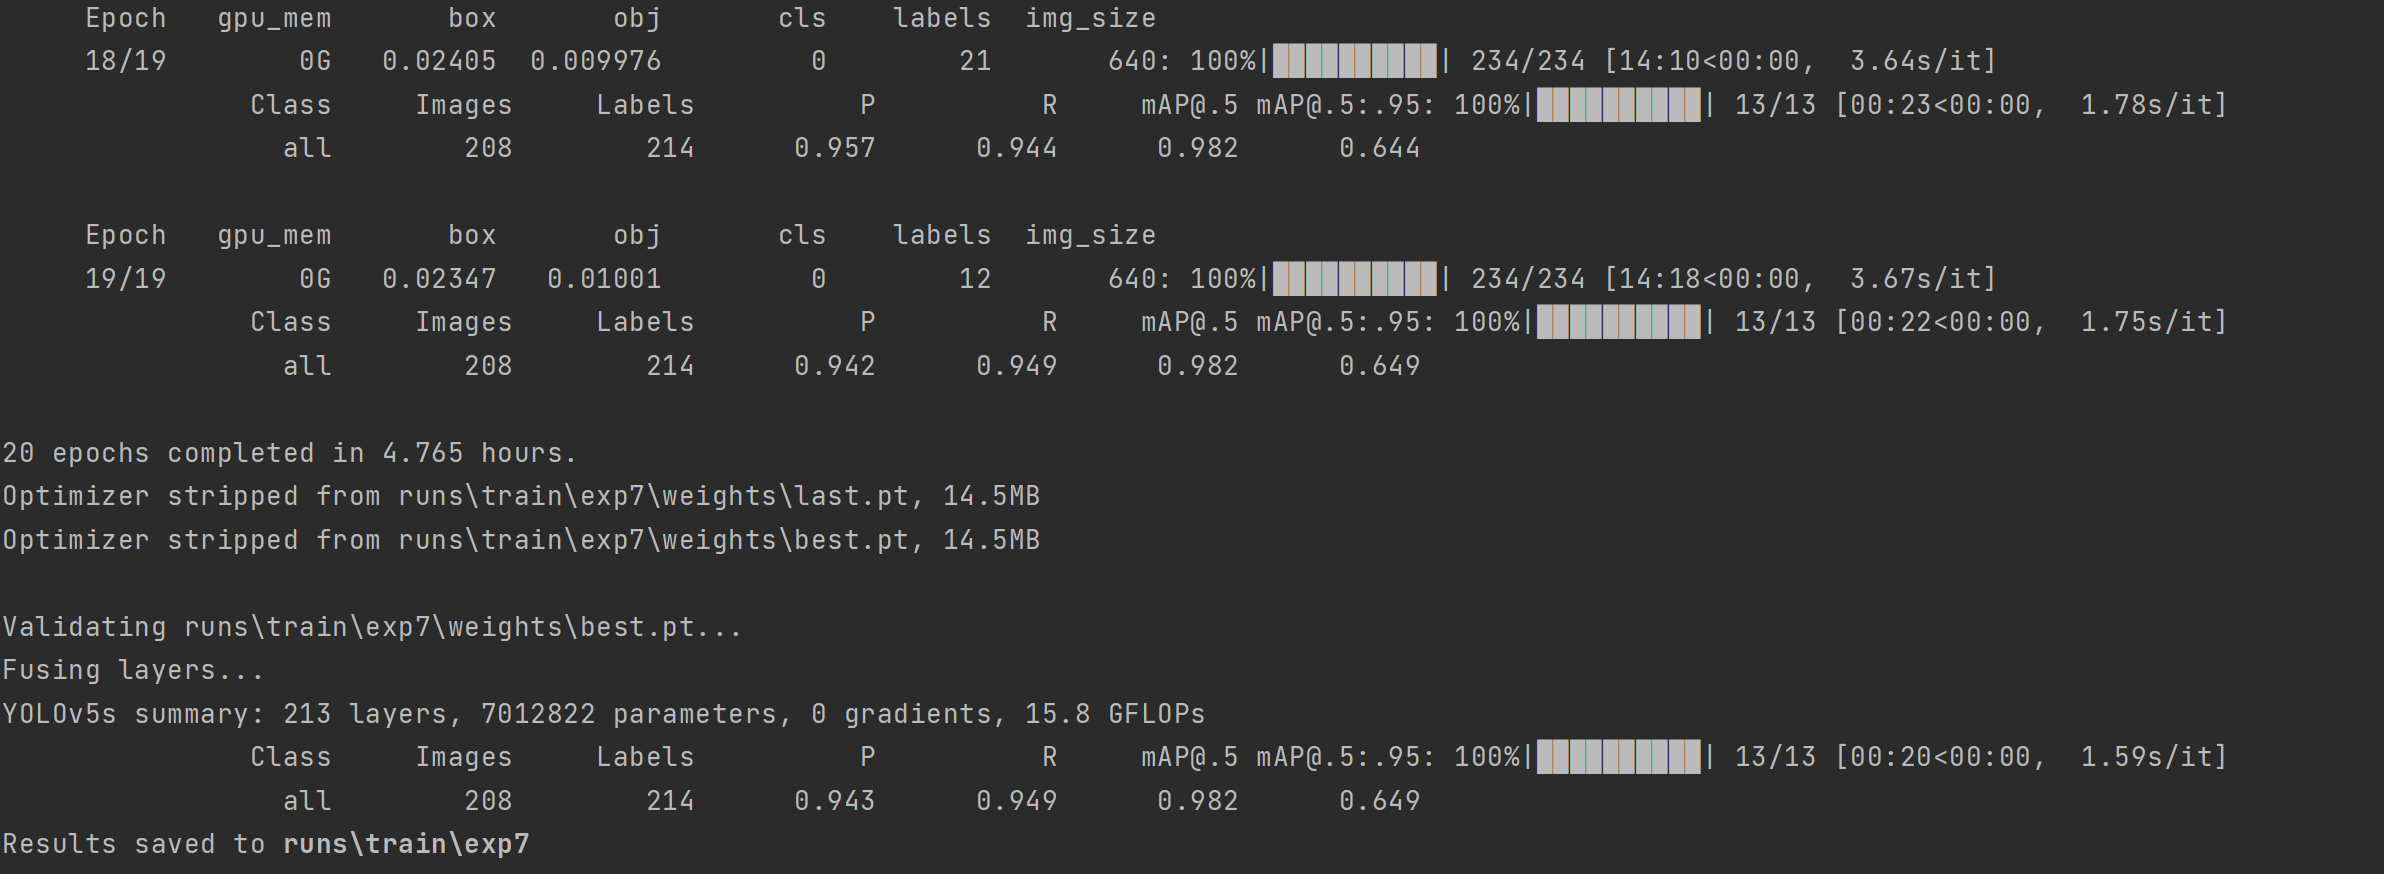 Epoch gpu_mem box obj cls labels img_size
18/19 0G 0.02405 0.009976 0 21 640: 100%|██████████| 234/234 [14:10<00:00, 3.64s/it]
Class Images Labels P R mAP@.5 mAP@.5:.95: 100%|██████████| 13/13 [00:23<00:00, 1.78s/it]
all 208 214 0.957 0.944 0.982 0.644
Epoch gpu_mem box obj cls labels img_size
19/19 0G 0.02347 0.01001 0 12 640: 100%|██████████| 234/234 [14:18<00:00, 3.67s/it]
Class Images Labels P R mAP@.5 mAP@.5:.95: 100%|██████████| 13/13 [00:22<00:00, 1.75s/it]
all 208 214 0.942 0.949 0.982 0.649
20 epochs completed in 4.765 hours.
Optimizer stripped from runs\train\exp7\weights\last.pt, 14.5MB
Optimizer stripped from runs\train\exp7\weights\best.pt, 14.5MB
Validating runs\train\exp7\weights\best.pt...
Fusing layers...
YOLOv5s summary: 213 layers, 7012822 parameters, 0 gradients, 15.8 GFLOPs
Class Images Labels P R mAP@.5 mAP@.5:.95: 100%|██████████| 13/13 [00:20<00:00, 1.59s/it]
all 208 214 0.943 0.949 0.982 0.649
Results saved to runs\train\exp7